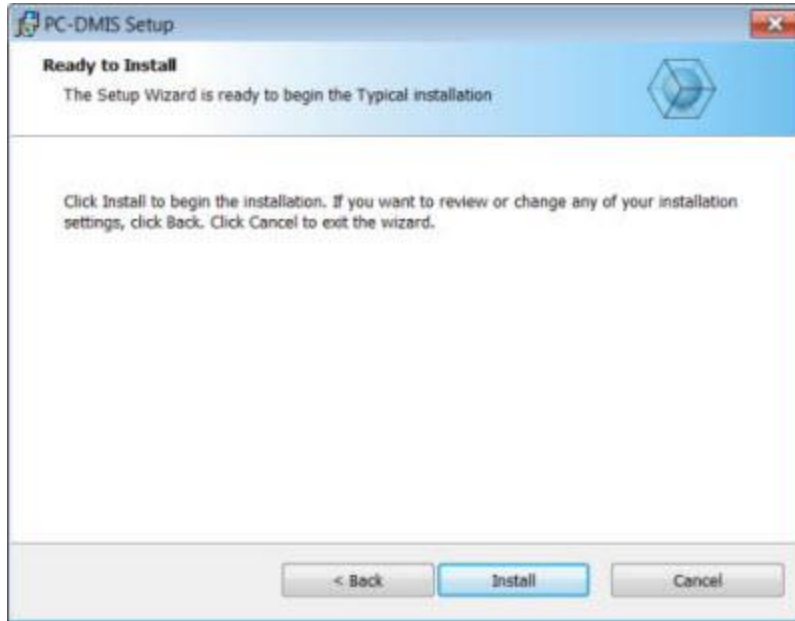 PC-DMIS Setup
Ready to Install
The Setup Wizard is ready to begin the Typical installation
Click Install to begin the installation. If you want to review or change any of your installation
settings, click Back. Click Cancel to exit the wizard.
< Back
Install
Cancel